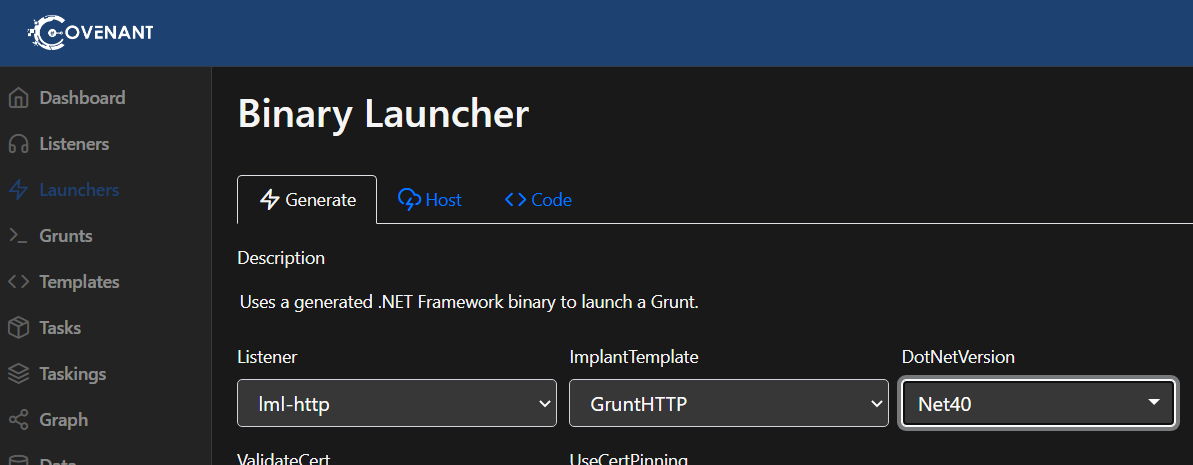 COVENANT
Dashboard
Listeners
Launchers
Grunts
Templates
Tasks
Taskings
Graph
Data
Binary Launcher
Generate
Host
Code
Description
Uses a generated .NET Framework binary to launch a Grunt.
Listener
ImplantTemplate
DotNetVersion
lml-http
GruntHTTP
Net40
ValidateCert
UseCertPinning